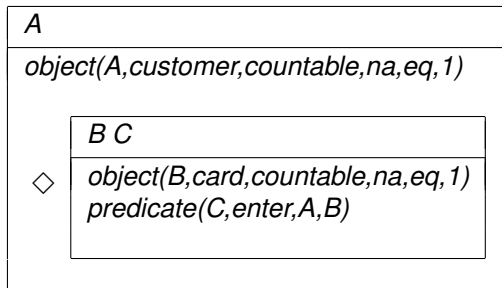 A
object(A,customer,countable,na,eq,1)
B C
◇ object(B,card,countable,na,eq,1)
predicate(C,enter,A,B)